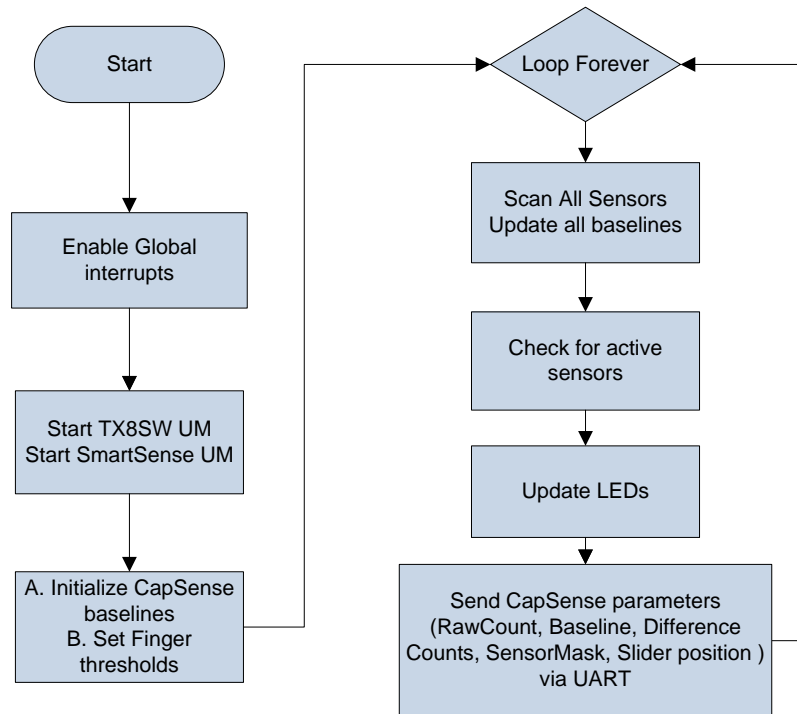 Start
Enable Global
interrupts
Start TX8SW UM
Start SmartSense UM
A. Initialize CapSense
baselines
B. Set Finger
thresholds
Loop Forever
Scan All Sensors
Update all baselines
Check for active
sensors
Update LEDs
Send CapSense parameters
(RawCount, Baseline, Difference
Counts, SensorMask, Slider position )
via UART